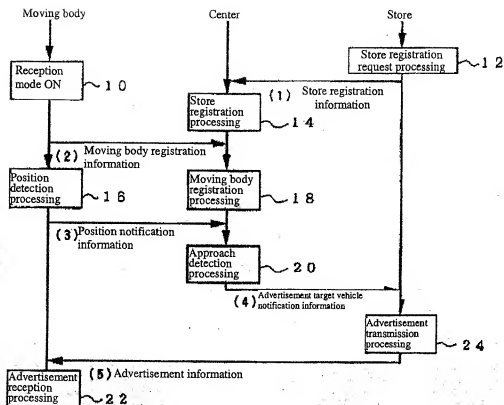 Moving body
Center
Store
Reception
mode ON
10
Store registration
request processing
12
(1) Store registration
information
Store
registration
processing
14
(2) Moving body registration
information
Position
detection
processing
16
Moving body
registration
processing
18
(3) Position notification
information
Approach
detection
processing
20
(4) Advertisement target vehicle
notification information
Advertisement
transmission
processing
24
(5) Advertisement information
Advertisement
reception
processing
22